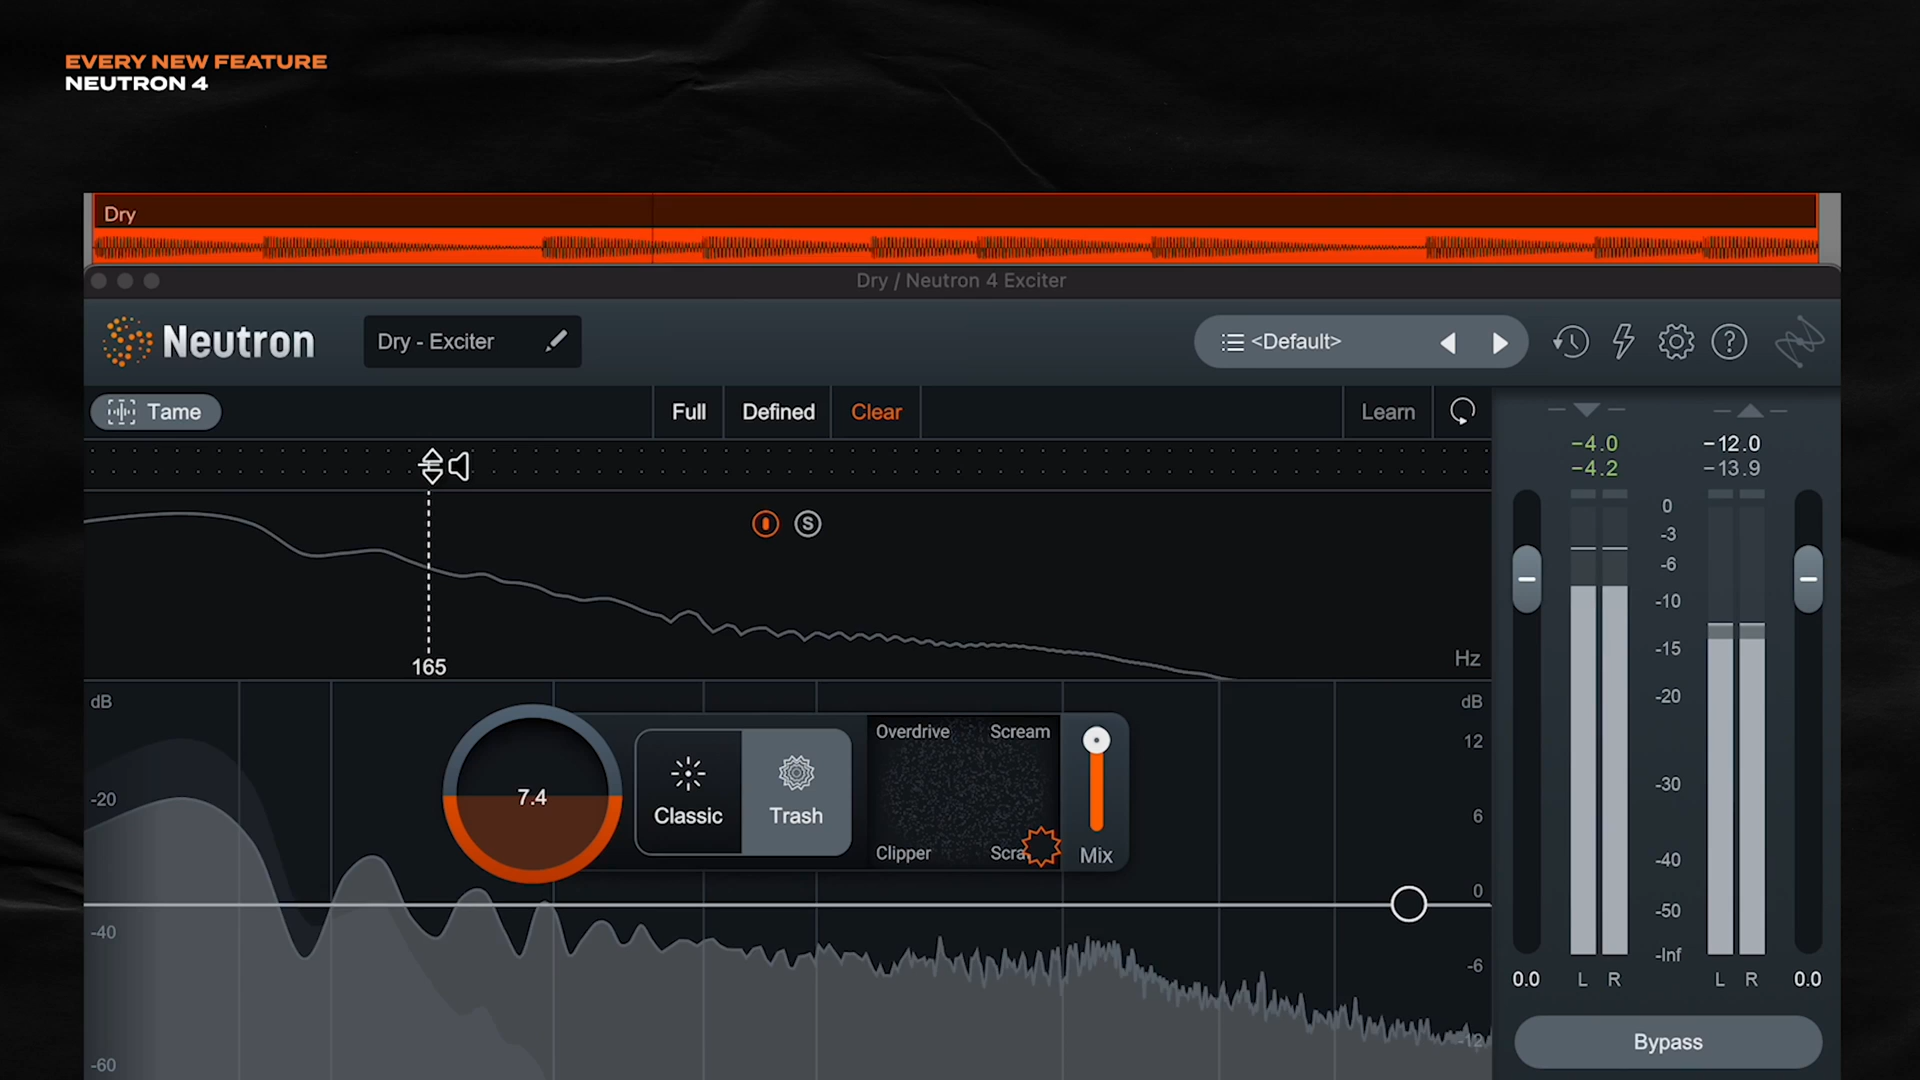 EVERY NEW FEATURE
NEUTRON 4
Dry
Dry / Neutron 4 Exciter
Neutron
Dry - Exciter
<Default>
?
Tame
Full
Defined
Clear
Learn
-4.0
-4.2
-12.0
-13.9
S
165
Hz
0
-3
-6
-10
-15
-20
-30
-40
-50
-Inf
dB
-20
-40
-60
7.4
Classic
Trash
Overdrive
Scream
Clipper
Scra
Mix
dB
12
6
0
-6
-12
0.0
L
R
L
R
0.0
Bypass